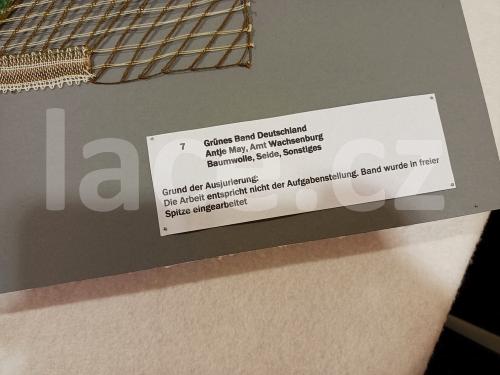 7 Grünes Band Deutschland
Antje May, Amt Wachsenburg
Baumwolle, Seide, Sonstiges
Grund der Ausjurierung:
Die Arbeit entspricht nicht der Aufgabenstellung. Band wurde in freier
Spitze eingearbeitet
lace.cz